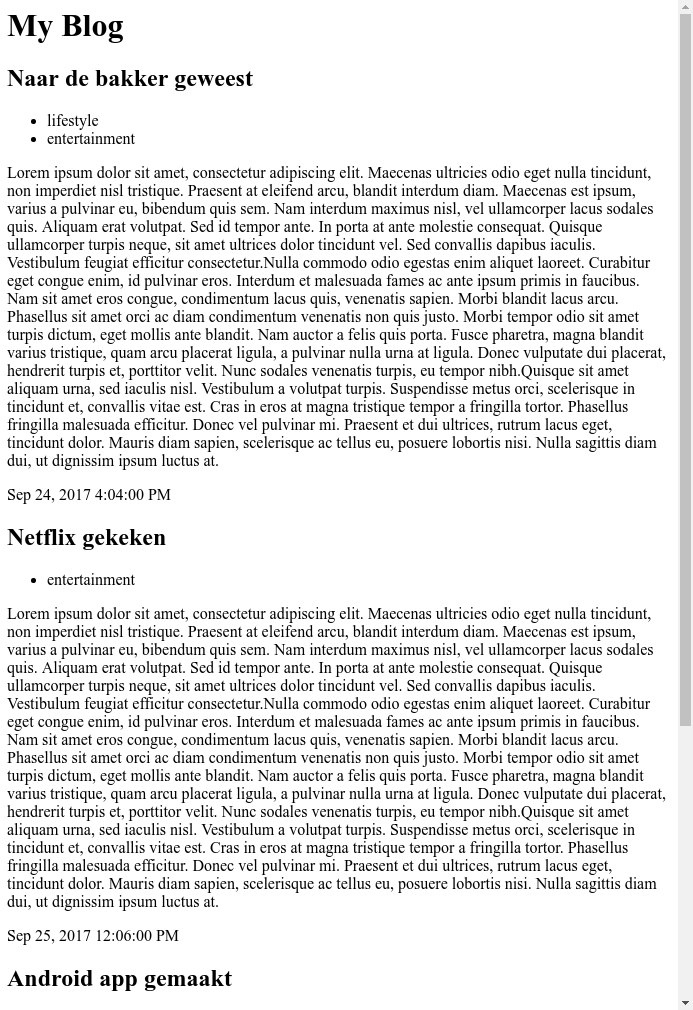 My Blog
Naar de bakker geweest
lifestyle
entertainment
Lorem ipsum dolor sit amet, consectetur adipiscing elit. Maecenas ultricies odio eget nulla tincidunt,
non imperdiet nisl tristique. Praesent at eleifend arcu, blandit interdum diam. Maecenas est ipsum,
varius a pulvinar eu, bibendum quis sem. Nam interdum maximus nisl, vel ullamcorper lacus sodales
quis. Aliquam erat volutpat. Sed id tempor ante. In porta at ante molestie consequat. Quisque
ullamcorper turpis neque, sit amet ultrices dolor tincidunt vel. Sed convallis dapibus iaculis.
Vestibulum feugiat efficitur consectetur.Nulla commodo odio egestas enim aliquet laoreet. Curabitur
eget congue enim, id pulvinar eros. Interdum et malesuada fames ac ante ipsum primis in faucibus.
Nam sit amet eros congue, condimentum lacus quis, venenatis sapien. Morbi blandit lacus arcu.
Phasellus sit amet orci ac diam condimentum venenatis non quis justo. Morbi tempor odio sit amet
turpis dictum, eget mollis ante blandit. Nam auctor a felis quis porta. Fusce pharetra, magna blandit
varius tristique, quam arcu placerat ligula, a pulvinar nulla urna at ligula. Donec vulputate dui placerat,
hendrerit turpis et, porttitor velit. Nunc sodales venenatis turpis, eu tempor nibh.Quisque sit amet
aliquam urna, sed iaculis nisl. Vestibulum a volutpat turpis. Suspendisse metus orci, scelerisque in
tincidunt et, convallis vitae est. Cras in eros at magna tristique tempor a fringilla tortor. Phasellus
fringilla malesuada efficitur. Donec vel pulvinar mi. Praesent et dui ultrices, rutrum lacus eget,
tincidunt dolor. Mauris diam sapien, scelerisque ac tellus eu, posuere lobortis nisi. Nulla sagittis diam
dui, ut dignissim ipsum luctus at.
Sep 24, 2017 4:04:00 PM
Netflix gekeken
entertainment
Lorem ipsum dolor sit amet, consectetur adipiscing elit. Maecenas ultricies odio eget nulla tincidunt,
non imperdiet nisl tristique. Praesent at eleifend arcu, blandit interdum diam. Maecenas est ipsum,
varius a pulvinar eu, bibendum quis sem. Nam interdum maximus nisl, vel ullamcorper lacus sodales
quis. Aliquam erat volutpat. Sed id tempor ante. In porta at ante molestie consequat. Quisque
ullamcorper turpis neque, sit amet ultrices dolor tincidunt vel. Sed convallis dapibus iaculis.
Vestibulum feugiat efficitur consectetur.Nulla commodo odio egestas enim aliquet laoreet. Curabitur
eget congue enim, id pulvinar eros. Interdum et malesuada fames ac ante ipsum primis in faucibus.
Nam sit amet eros congue, condimentum lacus quis, venenatis sapien. Morbi blandit lacus arcu.
Phasellus sit amet orci ac diam condimentum venenatis non quis justo. Morbi tempor odio sit amet
turpis dictum, eget mollis ante blandit. Nam auctor a felis quis porta. Fusce pharetra, magna blandit
varius tristique, quam arcu placerat ligula, a pulvinar nulla urna at ligula. Donec vulputate dui placerat,
hendrerit turpis et, porttitor velit. Nunc sodales venenatis turpis, eu tempor nibh.Quisque sit amet
aliquam urna, sed iaculis nisl. Vestibulum a volutpat turpis. Suspendisse metus orci, scelerisque in
tincidunt et, convallis vitae est. Cras in eros at magna tristique tempor a fringilla tortor. Phasellus
fringilla malesuada efficitur. Donec vel pulvinar mi. Praesent et dui ultrices, rutrum lacus eget,
tincidunt dolor. Mauris diam sapien, scelerisque ac tellus eu, posuere lobortis nisi. Nulla sagittis diam
dui, ut dignissim ipsum luctus at.
Sep 25, 2017 12:06:00 PM
Android app gemaakt